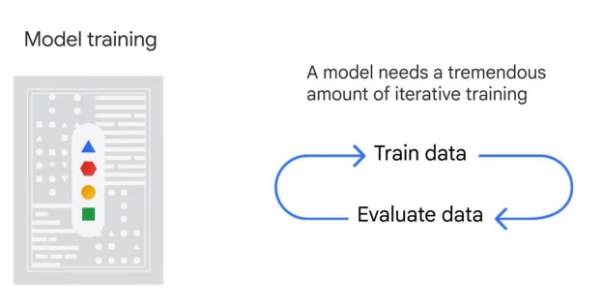 Model training
A model needs a tremendous
amount of iterative training
Train data
Evaluate data